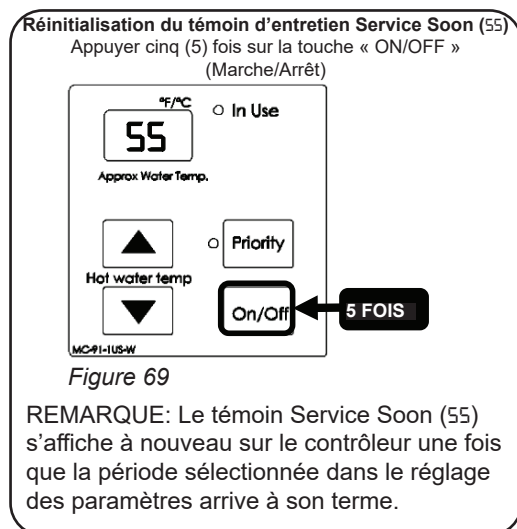 Réinitialisation du témoin d’entretien Service Soon (SS)
Appuyer cinq (5) fois sur la touche « ON/OFF »
(Marche/Arrêt)
°F/°C
In Use
SS
Approx Water Temp.
Priority
Hot water temp
On/Off
5 FOIS
MC-91-1US-W
Figure 69
REMARQUE: Le témoin Service Soon (SS)
s’affiche à nouveau sur le contrôleur une fois
que la période sélectionnée dans le réglage
des paramètres arrive à son terme.